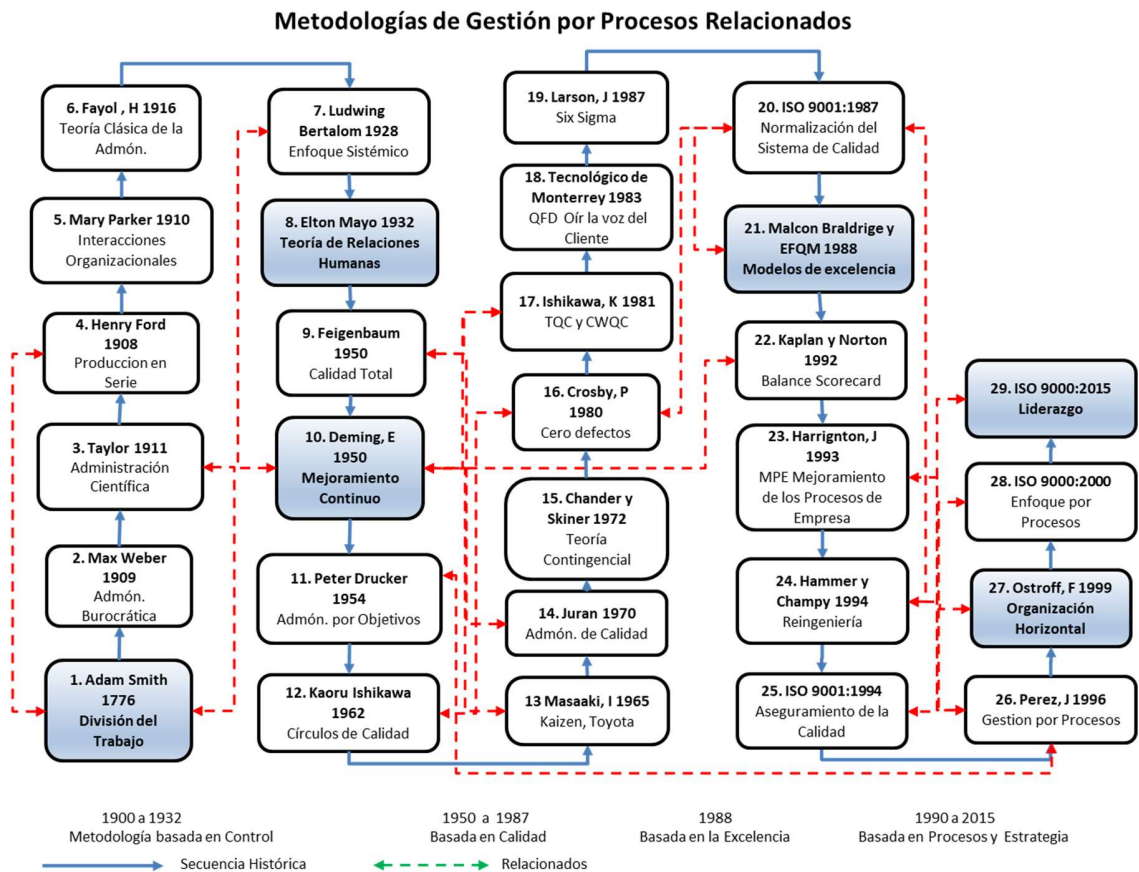 Metodologías de Gestión por Procesos Relacionados
6. Fayol , H 1916
Teoría Clásica de la
Admón.
5. Mary Parker 1910
Interacciones
Organizacionales
4. Henry Ford
1908
Produccion en
Serie
3. Taylor 1911
Administración
Científica
2. Max Weber
1909
Admón.
Burocrática
1. Adam Smith
1776
División del
Trabajo
7. Ludwing
Bertalom 1928
Enfoque Sistémico
8. Elton Mayo 1932
Teoría de Relaciones
Humanas
9. Feigenbaum
1950
Calidad Total
10. Deming, E
1950
Mejoramiento
Continuo
11. Peter Drucker
1954
Admón. por Objetivos
12. Kaoru Ishikawa
1962
Círculos de Calidad
19. Larson, J 1987
Six Sigma
18. Tecnológico de
Monterrey 1983
QFD Oír la voz del
Cliente
17. Ishikawa, K 1981
TQC y CWQC
16. Crosby, P
1980
Cero defectos
15. Chander y
Skiner 1972
Teoría
Contingencial
14. Juran 1970
Admón. de Calidad
13 Masaaki, I 1965
Kaizen, Toyota
20. ISO 9001:1987
Normalización del
Sistema de Calidad
21. Malcon Braldrige y
EFQM 1988
Modelos de excelencia
22. Kaplan y Norton
1992
Balance Scorecard
23. Harrignton, J
1993
MPE Mejoramiento
de los Procesos de
Empresa
24. Hammer y
Champy 1994
Reingeniería
25. ISO 9001:1994
Aseguramiento de la
Calidad
29. ISO 9000:2015
Liderazgo
28. ISO 9000:2000
Enfoque por
Procesos
27. Ostroff, F 1999
Organización
Horizontal
26. Perez, J 1996
Gestion por Procesos
1900 a 1932
Metodología basada en Control
1950 a 1987
Basada en Calidad
1988
Basada en la Excelencia
1990 a 2015
Basada en Procesos y Estrategia
Secuencia Histórica
Relacionados